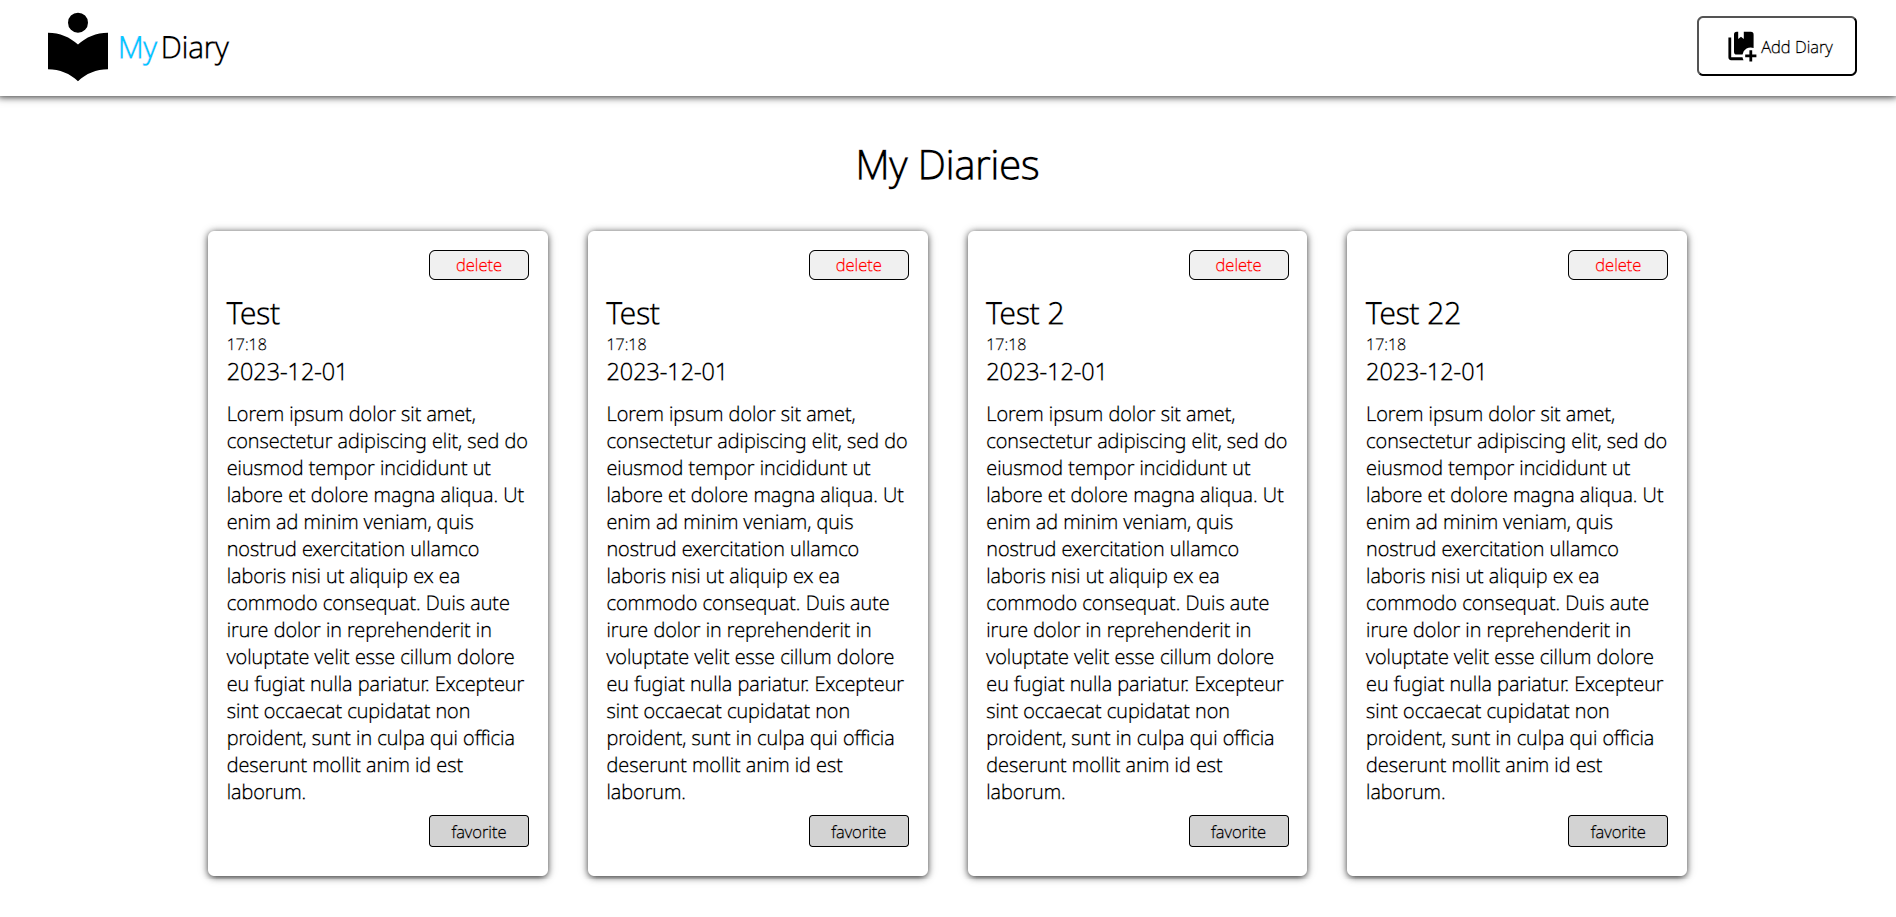 My Diary
Add Diary
My Diaries
delete
Test
17:18
2023-12-01
Lorem ipsum dolor sit amet,
consectetur adipiscing elit, sed do
eiusmod tempor incididunt ut
labore et dolore magna aliqua. Ut
enim ad minim veniam, quis
nostrud exercitation ullamco
laboris nisi ut aliquip ex ea
commodo consequat. Duis aute
irure dolor in reprehenderit in
voluptate velit esse cillum dolore
eu fugiat nulla pariatur. Excepteur
sint occaecat cupidatat non
proident, sunt in culpa qui officia
deserunt mollit anim id est
laborum.
favorite
delete
Test
17:18
2023-12-01
Lorem ipsum dolor sit amet,
consectetur adipiscing elit, sed do
eiusmod tempor incididunt ut
labore et dolore magna aliqua. Ut
enim ad minim veniam, quis
nostrud exercitation ullamco
laboris nisi ut aliquip ex ea
commodo consequat. Duis aute
irure dolor in reprehenderit in
voluptate velit esse cillum dolore
eu fugiat nulla pariatur. Excepteur
sint occaecat cupidatat non
proident, sunt in culpa qui officia
deserunt mollit anim id est
laborum.
favorite
delete
Test 2
17:18
2023-12-01
Lorem ipsum dolor sit amet,
consectetur adipiscing elit, sed do
eiusmod tempor incididunt ut
labore et dolore magna aliqua. Ut
enim ad minim veniam, quis
nostrud exercitation ullamco
laboris nisi ut aliquip ex ea
commodo consequat. Duis aute
irure dolor in reprehenderit in
voluptate velit esse cillum dolore
eu fugiat nulla pariatur. Excepteur
sint occaecat cupidatat non
proident, sunt in culpa qui officia
deserunt mollit anim id est
laborum.
favorite
delete
Test 22
17:18
2023-12-01
Lorem ipsum dolor sit amet,
consectetur adipiscing elit, sed do
eiusmod tempor incididunt ut
labore et dolore magna aliqua. Ut
enim ad minim veniam, quis
nostrud exercitation ullamco
laboris nisi ut aliquip ex ea
commodo consequat. Duis aute
irure dolor in reprehenderit in
voluptate velit esse cillum dolore
eu fugiat nulla pariatur. Excepteur
sint occaecat cupidatat non
proident, sunt in culpa qui officia
deserunt mollit anim id est
laborum.
favorite